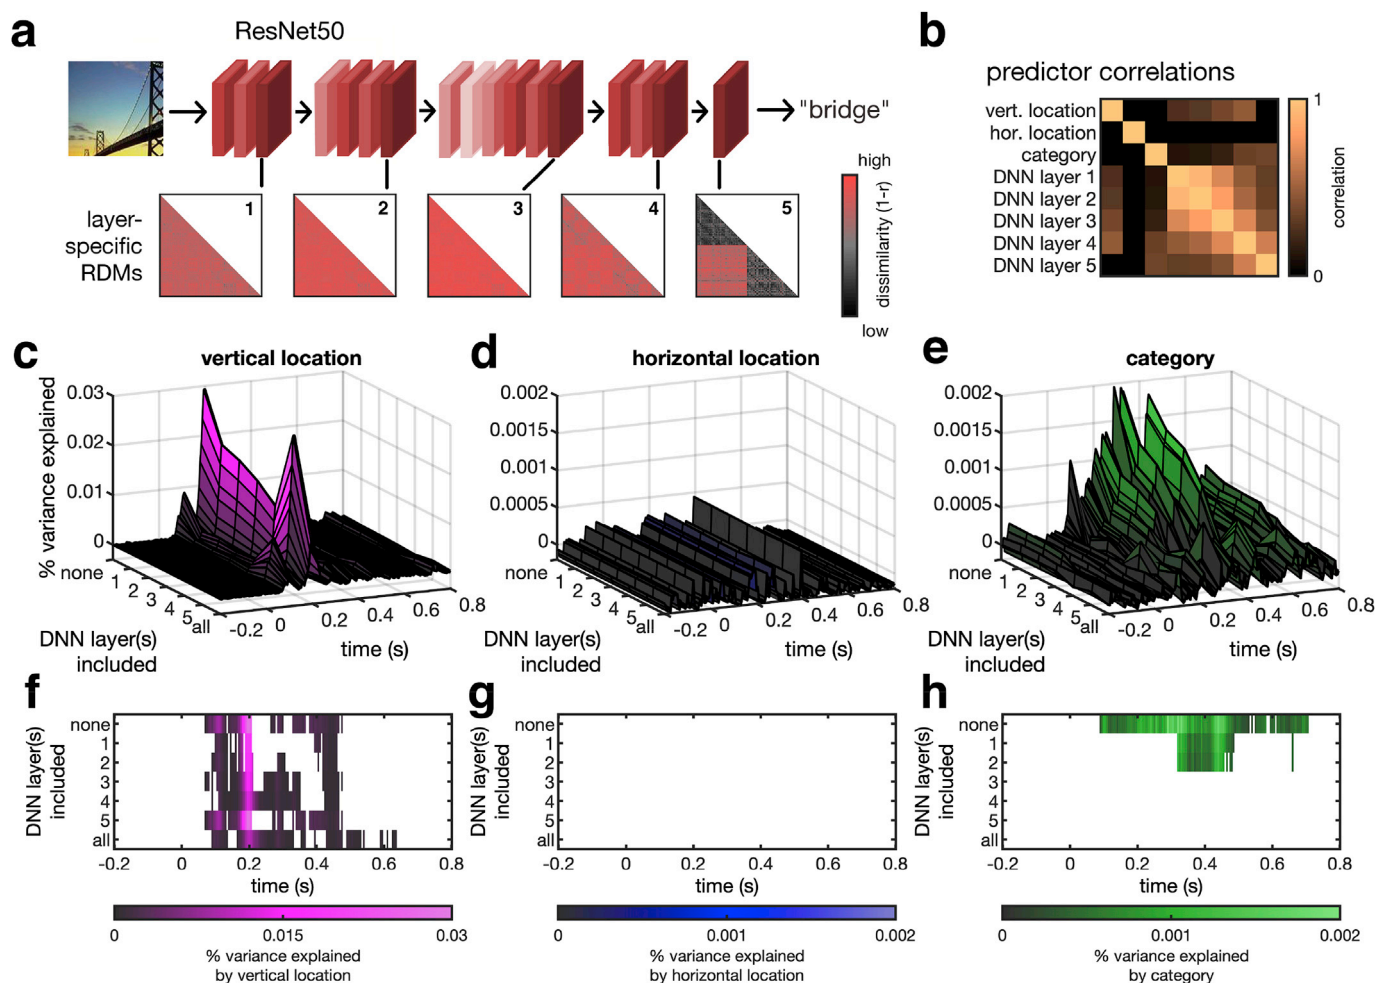 a
ResNet50
"bridge"
layer-
specific
RDMs
1
2
3
4
5
high
dissimilarity (1-r)
low
b
predictor correlations
vert. location
hor. location
category
DNN layer 1
DNN layer 2
DNN layer 3
DNN layer 4
DNN layer 5
1
correlation
0
c
vertical location
% variance explained
0.03
0.02
0.01
0
none
1
2
3
4
5
all
DNN layer(s)
included
-0.2
0
0.2
0.4
0.6
0.8
time (s)
d
horizontal location
0.002
0.0015
0.001
0.0005
0
none
1
2
3
4
5
all
DNN layer(s)
included
-0.2
0
0.2
0.4
0.6
0.8
time (s)
e
category
0.002
0.0015
0.001
0.0005
0
none
1
2
3
4
5
all
DNN layer(s)
included
-0.2
0
0.2
0.4
0.6
0.8
time (s)
f
DNN layer(s)
included
none
1
2
3
4
5
all
-0.2 0 0.2 0.4 0.6 0.8
time (s)
0 0.015 0.03
% variance explained
by vertical location
g
DNN layer(s)
included
none
1
2
3
4
5
all
-0.2 0 0.2 0.4 0.6 0.8
time (s)
0 0.001 0.002
% variance explained
by horizontal location
h
DNN layer(s)
included
none
1
2
3
4
5
all
-0.2 0 0.2 0.4 0.6 0.8
time (s)
0 0.001 0.002
% variance explained
by category